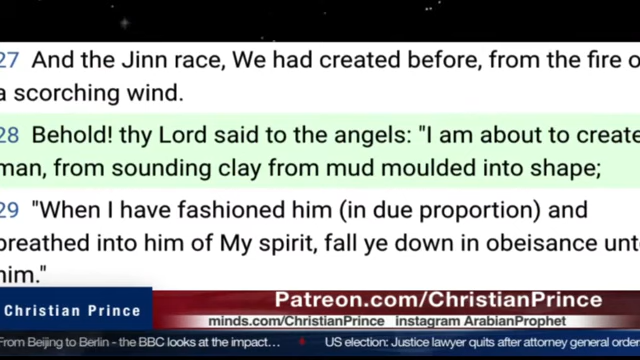 27 And the Jinn race, We had created before, from the fire o
a scorching wind.
28 Behold! thy Lord said to the angels: "I am about to create
man, from sounding clay from mud moulded into shape;
29 "When I have fashioned him (in due proportion) and
breathed into him of My spirit, fall ye down in obeisance unto
him."
Christian Prince
Patreon.com/ChristianPrince
minds.com/ChristianPrince instagram ArabianProphet
From Beijing to Berlin - the BBC looks at the impact... US election: Justice lawyer quits after attorney general order